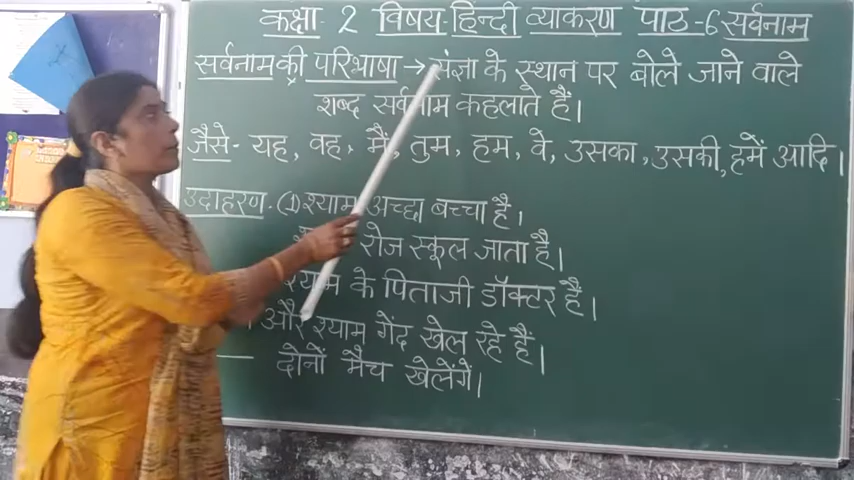 कक्षा- 2 विषय-हिन्दी व्याकरण पाठ-6 सर्वनाम
सर्वनाम की परिभाषा → संज्ञा के स्थान पर बोले जाने वाले
शब्द सर्वनाम कहलाते हैं।
जैसे- यह, वह, मैं, तुम, हम, वे, उसका, उसकी, हमें आदि।
उदाहरण- (1) श्याम अच्छा बच्चा है।
रोज स्कूल जाता है।
श्याम के पिताजी डॉक्टर हैं।
और श्याम गेंद खेल रहे हैं।
दोनों मैच खेलेंगे।